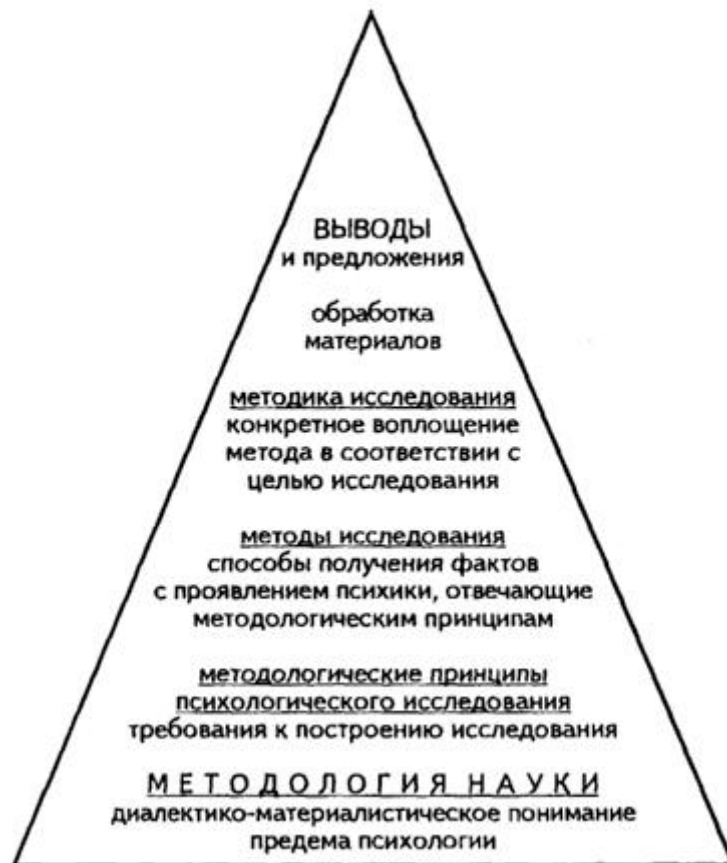 ВЫВОДЫ
и предложения
обработка
материалов
методика исследования
конкретное воплощение
метода в соответствии с
целью исследования
методы исследования
способы получения фактов
с проявлением психики, отвечающие
методологическим принципам
методологические принципы
психологического исследования
требования к построению исследования
МЕТОДОЛОГИЯ НАУКИ
диалектико-материалистическое понимание
предема психологии